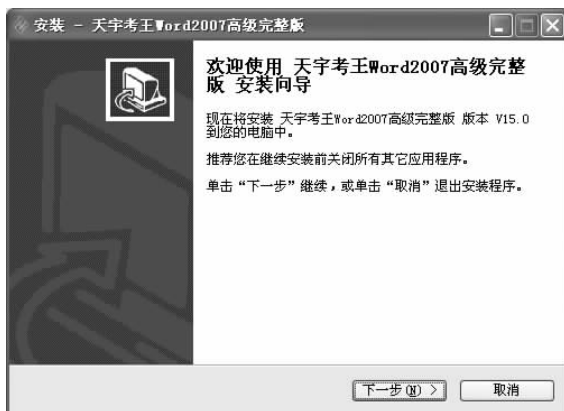 安装 - 天宇考王Word2007高级完整版
欢迎使用 天宇考王Word2007高级完整
版 安装向导
现在将安装 天宇考王Word2007高级完整版 版本 V15.0
到您的电脑中。
推荐您在继续安装前关闭所有其它应用程序。
单击“下一步”继续，或单击“取消”退出安装程序。
下一步(N) >
取消